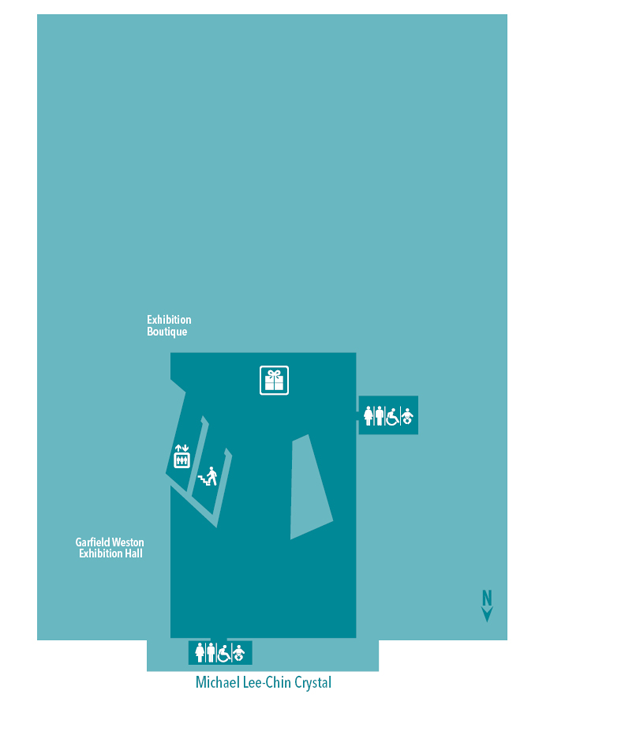 Exhibition
Boutique
Garfield Weston
Exhibition Hall
N
Michael Lee-Chin Crystal